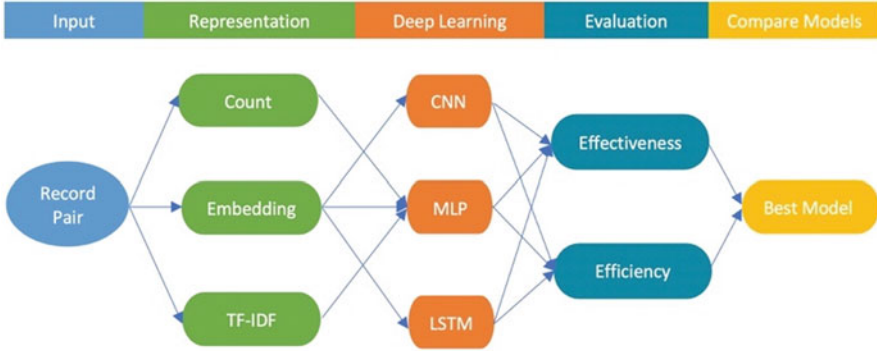 Input Representation Deep Learning Evaluation Compare Models
Count
CNN
Effectiveness
Record
Pair
Embedding
MLP
Best Model
Efficiency
TF-IDF
LSTM